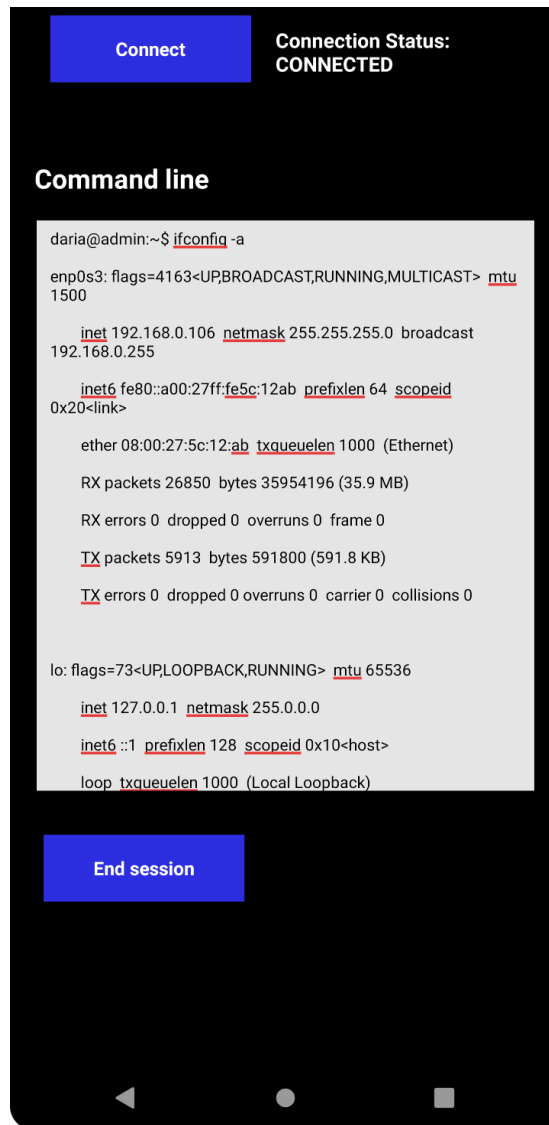 Connect
Connection Status:
CONNECTED
Command line
daria@admin:~$ ifconfig -a
enp0s3: flags=4163<UP,BROADCAST,RUNNING,MULTICAST>  mtu
1500
inet 192.168.0.106  netmask 255.255.255.0  broadcast
192.168.0.255
inet6 fe80::a00:27ff:fe5c:12ab  prefixlen 64  scopeid
0x20<link>
ether 08:00:27:5c:12:ab  txqueuelen 1000  (Ethernet)
RX packets 26850  bytes 35954196 (35.9 MB)
RX errors 0  dropped 0  overruns 0  frame 0
TX packets 5913  bytes 591800 (591.8 KB)
TX errors 0  dropped 0 overruns 0  carrier 0  collisions 0
lo: flags=73<UP,LOOPBACK,RUNNING>  mtu 65536
inet 127.0.0.1  netmask 255.0.0.0
inet6 ::1  prefixlen 128  scopeid 0x10<host>
loop  txqueuelen 1000  (Local Loopback)
End session